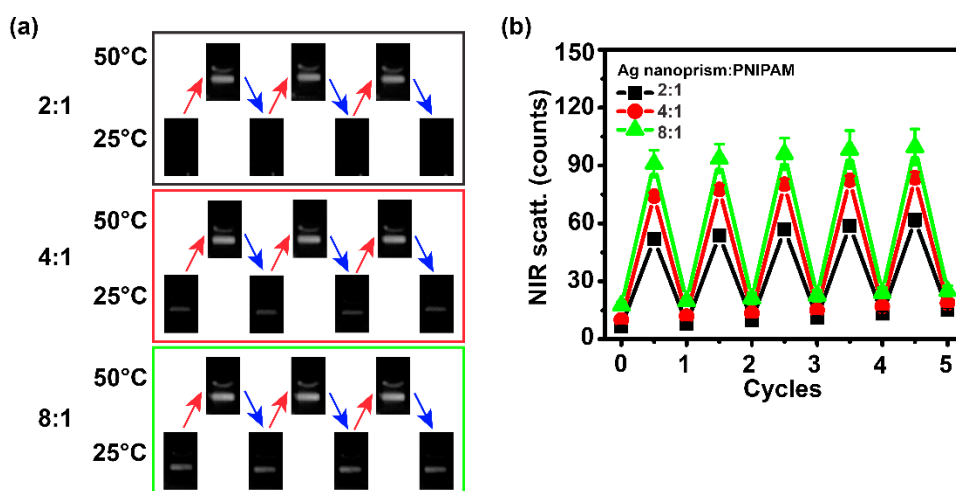 (a)
50°C
2:1
25°C
50°C
4:1
25°C
50°C
8:1
25°C
(b)
150
120
90
60
30
0
NIR scatt. (counts)
Ag nanoprism:PNIPAM
2:1
4:1
8:1
0 1 2 3 4 5
Cycles